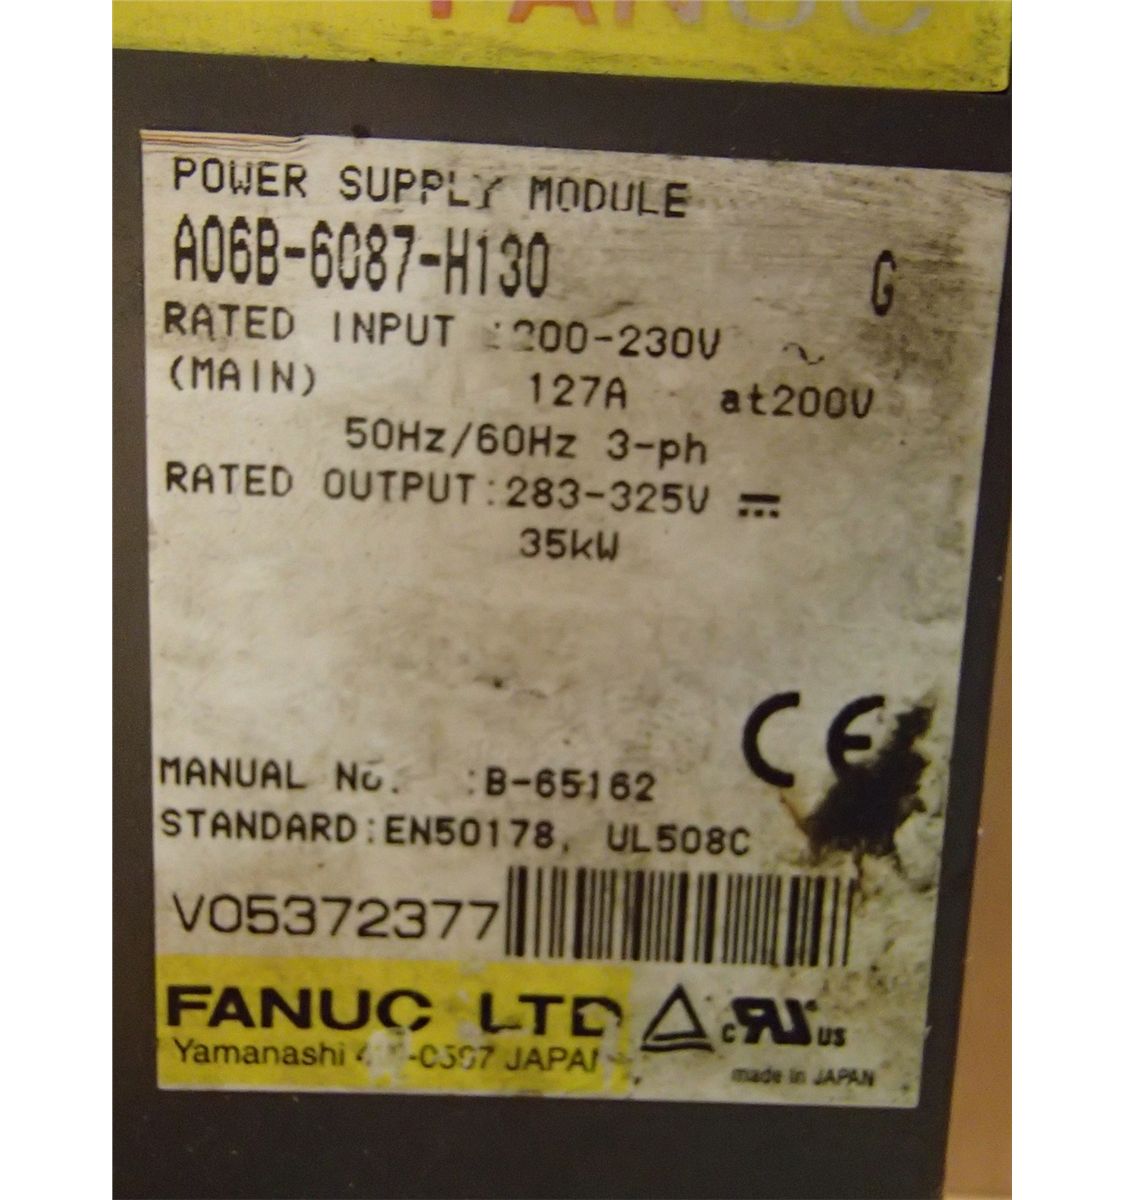 FANUC
POWER SUPPLY MODULE
A06B-6087-H130 G
RATED INPUT :200-230V ~
(MAIN) 127A at200V
50Hz/60Hz 3-ph
RATED OUTPUT:283-325V ⎓
35kW
CE
MANUAL No. :B-65162
STANDARD:EN50178, UL508C
V05372377
FANUC LTD
Yamanashi JAPAN
c US
made in JAPAN